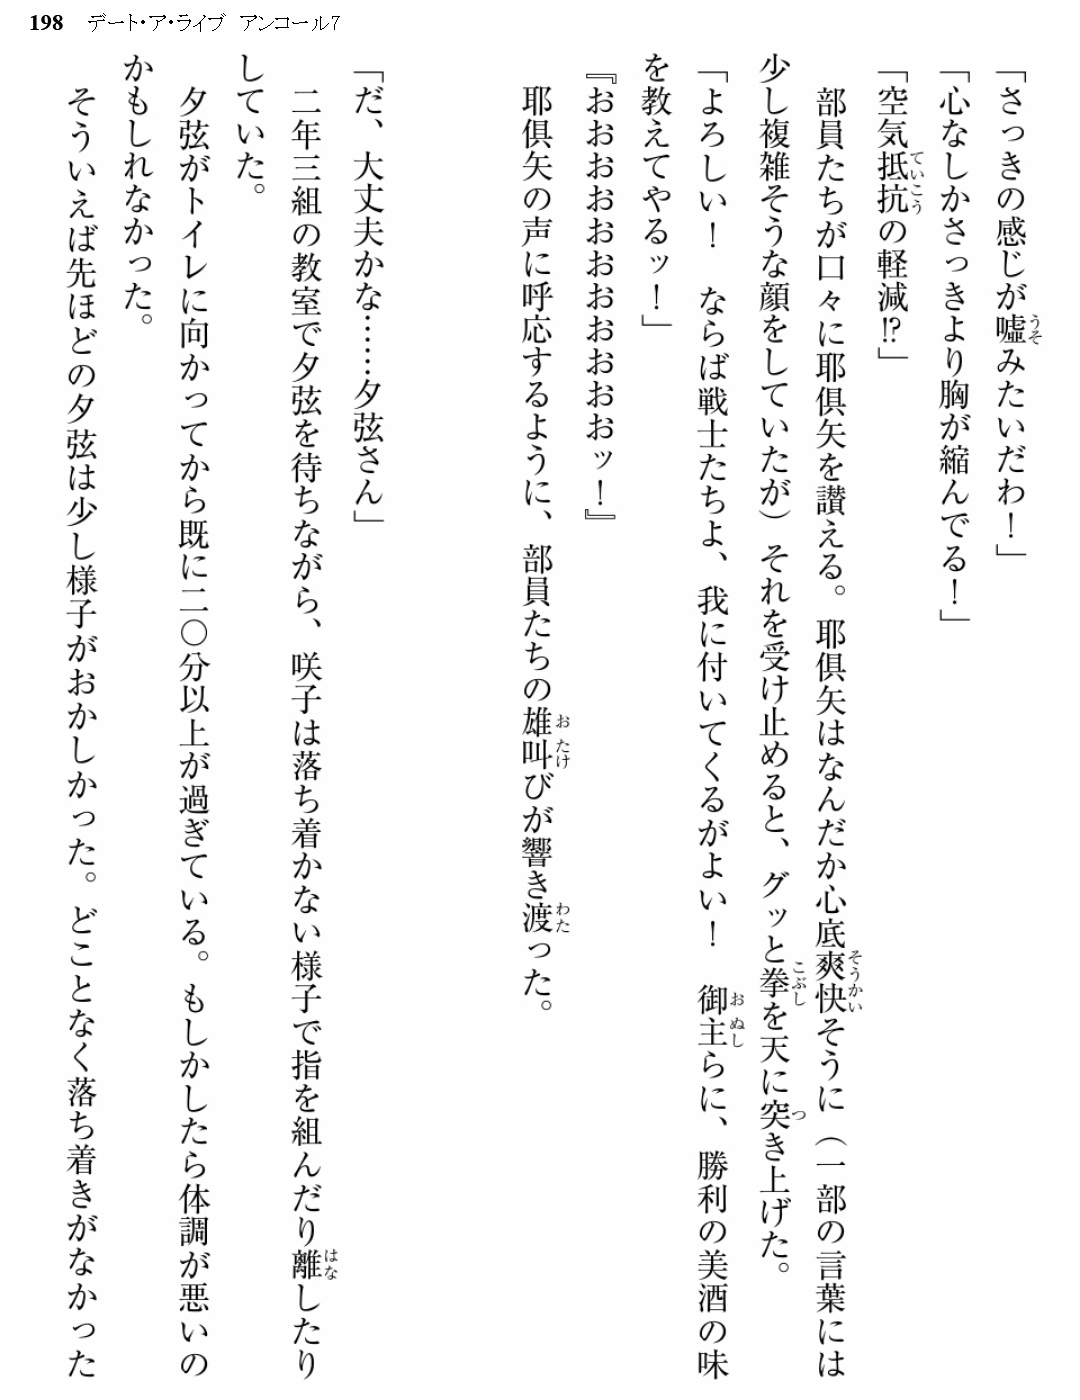 198 デート・ア・ライブ アンコール7
「さっきの感じが嘘みたいだわ！」
「心なしかさっきより胸が縮んでる！」
「空気抵抗の軽減!?」
　部員たちが口々に耶倶矢を讃える。耶倶矢はなんだか心底爽快そうに（一部の言葉には
少し複雑そうな顔をしていたが）それを受け止めると、グッと拳を天に突き上げた。
「よろしい！　ならば戦士たちよ、我に付いてくるがよい！　御主らに、勝利の美酒の味
を教えてやるッ！」
『おおおおおおおおおおおッ！』
　耶倶矢の声に呼応するように、部員たちの雄叫びが響き渡った。
「だ、大丈夫かな……夕弦さん」
　二年三組の教室で夕弦を待ちながら、咲子は落ち着かない様子で指を組んだり離したり
していた。
　夕弦がトイレに向かってから既に二〇分以上が過ぎている。もしかしたら体調が悪いの
かもしれなかった。
　そういえば先ほどの夕弦は少し様子がおかしかった。どことなく落ち着きがなかった